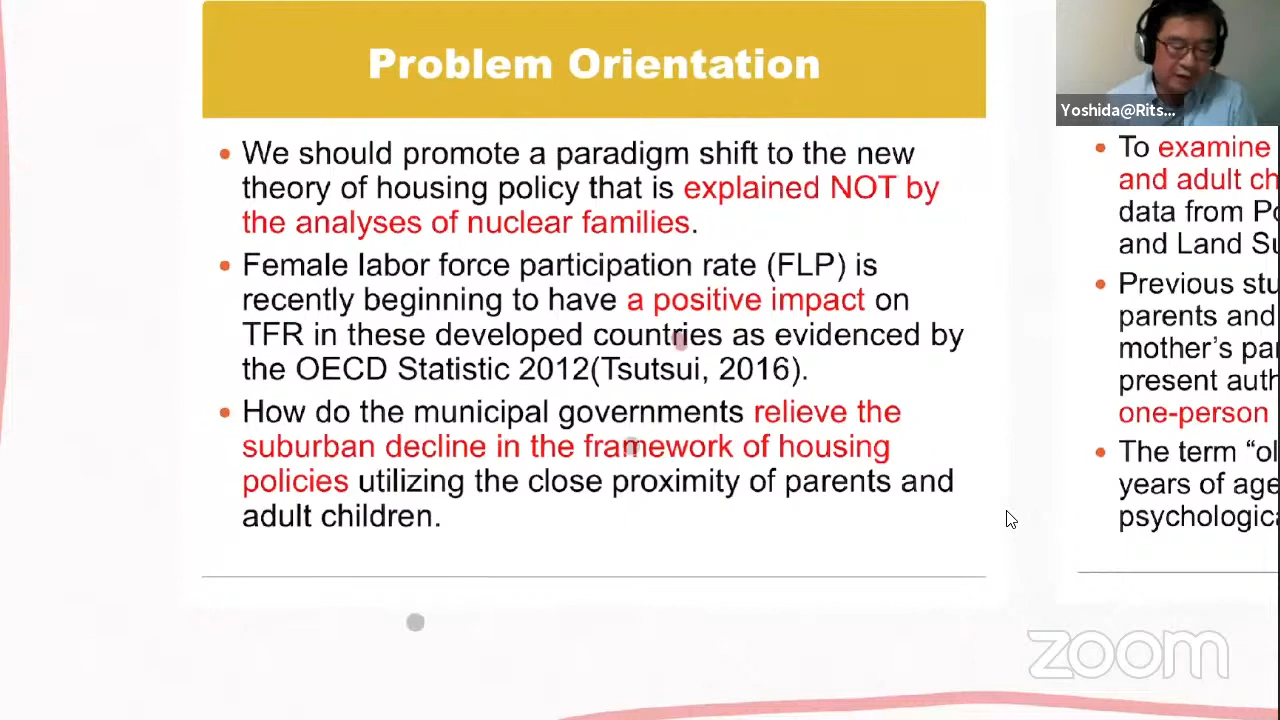 Problem Orientation
• We should promote a paradigm shift to the new
theory of housing policy that is explained NOT by
the analyses of nuclear families.
• Female labor force participation rate (FLP) is
recently beginning to have a positive impact on
TFR in these developed countries as evidenced by
the OECD Statistic 2012(Tsutsui, 2016).
• How do the municipal governments relieve the
suburban decline in the framework of housing
policies utilizing the close proximity of parents and
adult children.
Yoshida@Rits...
• To examine
and adult ch
data from Po
and Land Su
• Previous stu
parents and
mother's pa
present auth
one-person
• The term “ol
years of age
psychologica
zoom